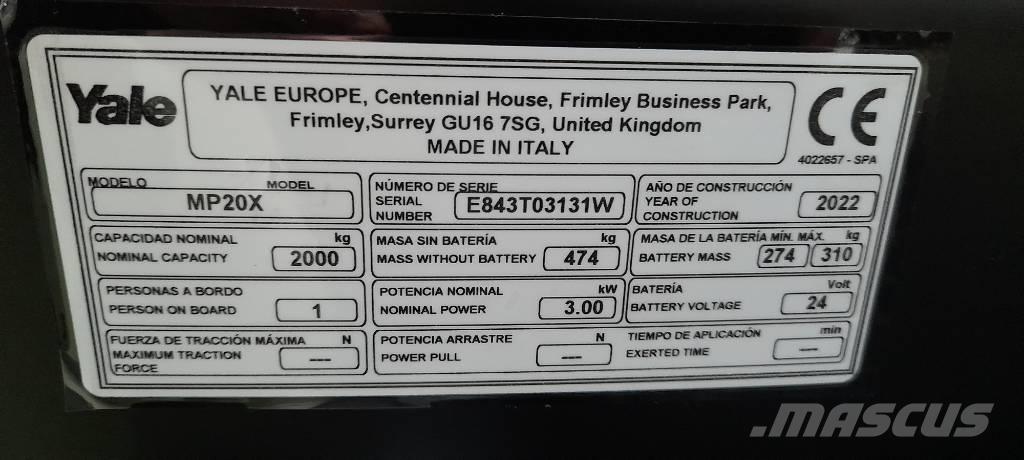 Yale
YALE EUROPE, Centennial House, Frimley Business Park,
Frimley,Surrey GU16 7SG, United Kingdom
MADE IN ITALY
CE
4022657 - SPA
MODELO MODEL
MP20X
NÚMERO DE SERIE
SERIAL
NUMBER E843T03131W
AÑO DE CONSTRUCCIÓN
YEAR OF
CONSTRUCTION 2022
CAPACIDAD NOMINAL kg
NOMINAL CAPACITY 2000
MASA SIN BATERÍA kg
MASS WITHOUT BATTERY 474
MASA DE LA BATERÍA MÍN. MÁX. kg
BATTERY MASS 274 310
PERSONAS A BORDO
PERSON ON BOARD 1
POTENCIA NOMINAL kW
NOMINAL POWER 3.00
BATERÍA Volt
BATTERY VOLTAGE 24
FUERZA DE TRACCIÓN MÁXIMA N
MAXIMUM TRACTION
FORCE ---
POTENCIA ARRASTRE N
POWER PULL ---
TIEMPO DE APLICACIÓN min
EXERTED TIME ---
.MASCUS